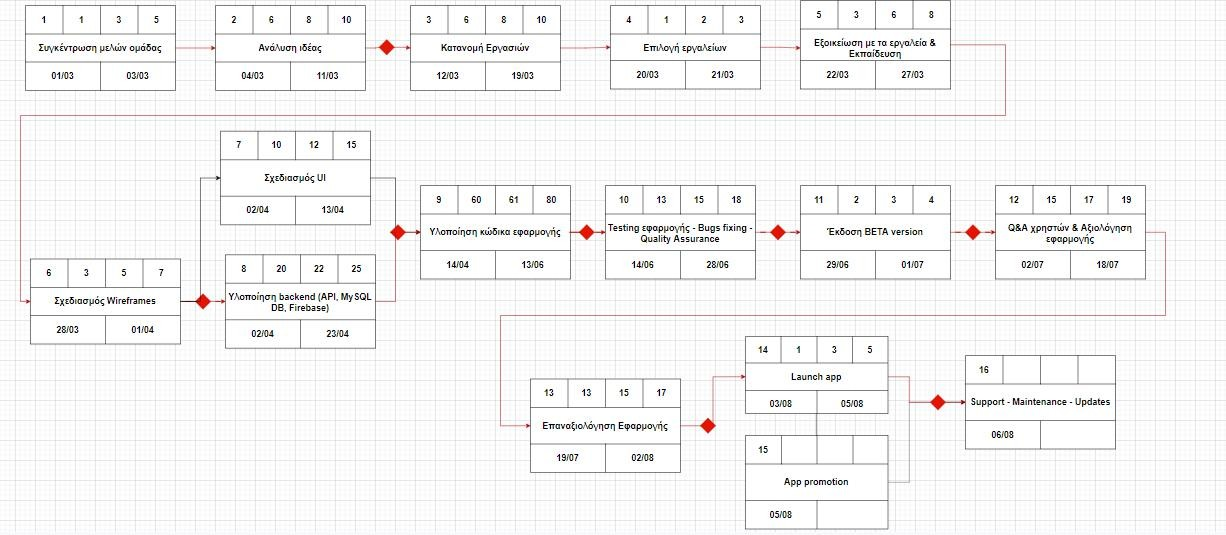 1 1 3 5
Συγκέντρωση μελών ομάδας
01/03 03/03
2 6 8 10
Ανάλυση ιδέας
04/03 11/03
3 6 8 10
Κατανομή Εργασιών
12/03 19/03
4 1 2 3
Επιλογή εργαλείων
20/03 21/03
5 3 6 8
Εξοικείωση με τα εργαλεία &
Εκπαίδευση
22/03 27/03
6 3 5 7
Σχεδιασμός Wireframes
28/03 01/04
7 10 12 15
Σχεδιασμός UI
02/04 13/04
8 20 22 25
Υλοποίηση backend (API, MySQL
DB, Firebase)
02/04 23/04
9 60 61 80
Υλοποίηση κώδικα εφαρμογής
14/04 13/06
10 13 15 18
Testing εφαρμογής - Bugs fixing -
Quality Assurance
14/06 28/06
11 2 3 4
Έκδοση BETA version
29/06 01/07
12 15 17 19
Q&A χρηστών & Αξιολόγηση
εφαρμογής
02/07 18/07
13 13 15 17
Επαναξιολόγηση Εφαρμογής
19/07 02/08
14 1 3 5
Launch app
03/08 05/08
15
App promotion
05/08
16
Support - Maintenance - Updates
06/08